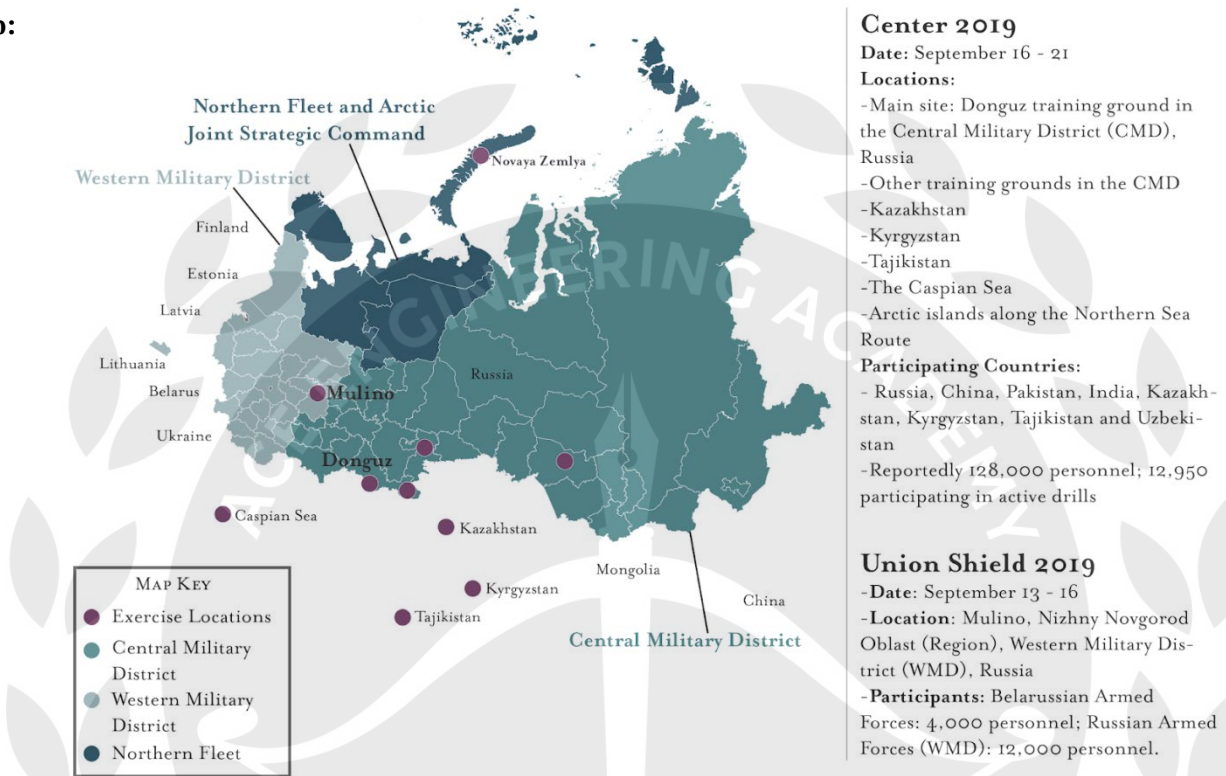 p:
Northern Fleet and Arctic
Joint Strategic Command
Novaya Zemlya
Western Military District
Finland
Estonia
Latvia
Lithuania
Belarus
Ukraine
Russia
Mulino
Donguz
Caspian Sea
Kazakhstan
Kyrgyzstan
Tajikistan
Mongolia
China
Central Military District
Map Key
Exercise Locations
Central Military
District
Western Military
District
Northern Fleet
Center 2019
Date: September 16 - 21
Locations:
-Main site: Donguz training ground in
the Central Military District (CMD),
Russia
-Other training grounds in the CMD
-Kazakhstan
-Kyrgyzstan
-Tajikistan
-The Caspian Sea
-Arctic islands along the Northern Sea
Route
Participating Countries:
- Russia, China, Pakistan, India, Kazakh-
stan, Kyrgyzstan, Tajikistan and Uzbeki-
stan
-Reportedly 128,000 personnel; 12,950
participating in active drills
Union Shield 2019
-Date: September 13 - 16
-Location: Mulino, Nizhny Novgorod
Oblast (Region), Western Military Dis-
trict (WMD), Russia
-Participants: Belarussian Armed
Forces: 4,000 personnel; Russian Armed
Forces (WMD): 12,000 personnel.